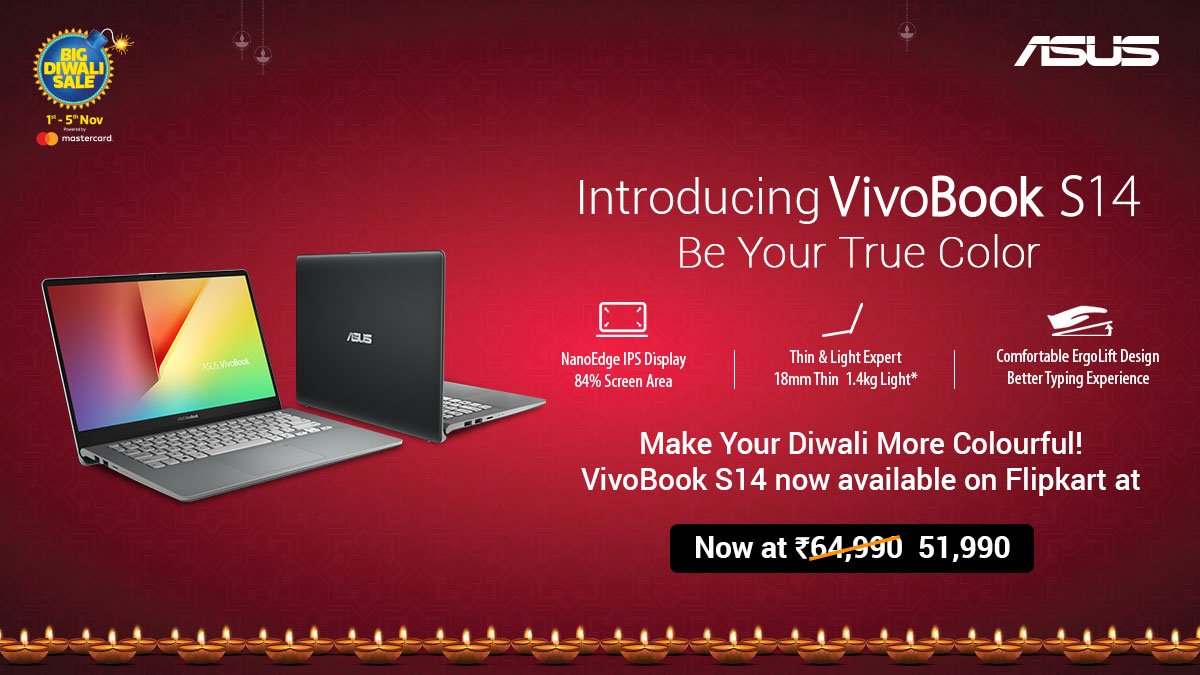 BIG
DIWALI
SALE
1st - 5th Nov
Powered by
mastercard.
ASUS
Introducing VivoBook S14
Be Your True Color
NanoEdge IPS Display
84% Screen Area
Thin & Light Expert
18mm Thin 1.4kg Light*
Comfortable ErgoLift Design
Better Typing Experience
ASUS VivoBook
ASUS VivoBook
ASUS
Make Your Diwali More Colourful!
VivoBook S14 now available on Flipkart at
Now at ₹64,990 51,990